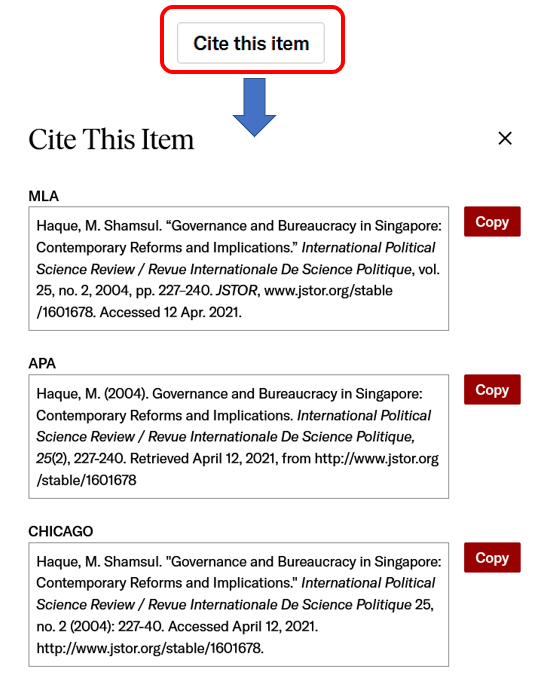 Cite this item
Cite This Item
MLA
Haque, M. Shamsul. “Governance and Bureaucracy in Singapore:
Contemporary Reforms and Implications.” International Political
Science Review / Revue Internationale De Science Politique, vol.
25, no. 2, 2004, pp. 227–240. JSTOR, www.jstor.org/stable
/1601678. Accessed 12 Apr. 2021.
Copy
APA
Haque, M. (2004). Governance and Bureaucracy in Singapore:
Contemporary Reforms and Implications. International Political
Science Review / Revue Internationale De Science Politique,
25(2), 227-240. Retrieved April 12, 2021, from http://www.jstor.org
/stable/1601678
Copy
CHICAGO
Haque, M. Shamsul. "Governance and Bureaucracy in Singapore:
Contemporary Reforms and Implications." International Political
Science Review / Revue Internationale De Science Politique 25,
no. 2 (2004): 227-40. Accessed April 12, 2021.
http://www.jstor.org/stable/1601678.
Copy